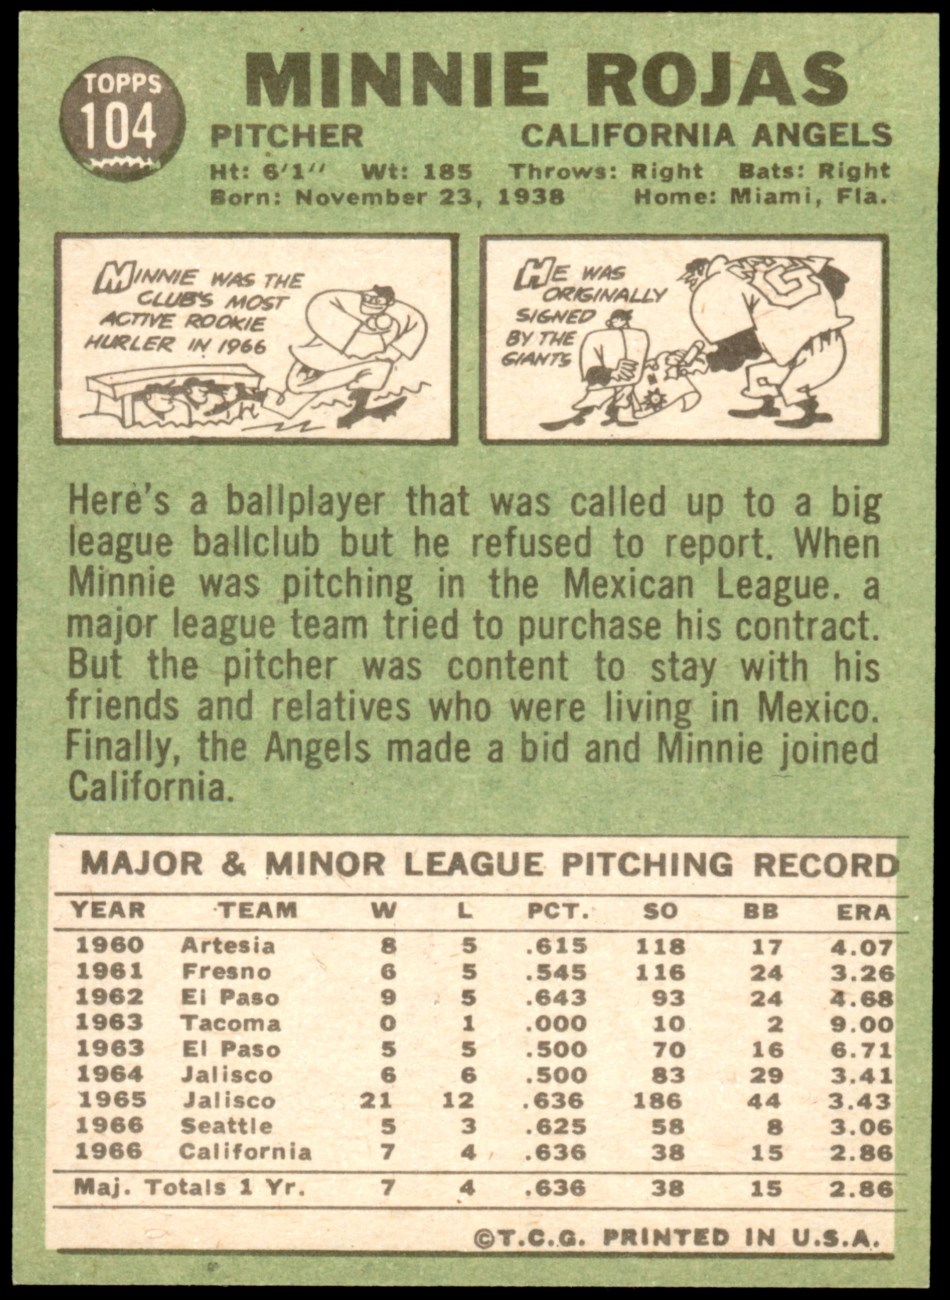 TOPPS
104
MINNIE ROJAS
PITCHER CALIFORNIA ANGELS
Ht: 6'1" Wt: 185 Throws: Right Bats: Right
Born: November 23, 1938 Home: Miami, Fla.
MINNIE WAS THE
CLUB'S MOST
ACTIVE ROOKIE
HURLER IN 1966
HE WAS
ORIGINALLY
SIGNED
BY THE
GIANTS
G
Here's a ballplayer that was called up to a big
league ballclub but he refused to report. When
Minnie was pitching in the Mexican League. a
major league team tried to purchase his contract.
But the pitcher was content to stay with his
friends and relatives who were living in Mexico.
Finally, the Angels made a bid and Minnie joined
California.
MAJOR & MINOR LEAGUE PITCHING RECORD
YEAR TEAM W L PCT. SO BB ERA
1960 Artesia 8 5 .615 118 17 4.07
1961 Fresno 6 5 .545 116 24 3.26
1962 El Paso 9 5 .643 93 24 4.68
1963 Tacoma 0 1 .000 10 2 9.00
1963 El Paso 5 5 .500 70 16 6.71
1964 Jalisco 6 6 .500 83 29 3.41
1965 Jalisco 21 12 .636 186 44 3.43
1966 Seattle 5 3 .625 58 8 3.06
1966 California 7 4 .636 38 15 2.86
Maj. Totals 1 Yr. 7 4 .636 38 15 2.86
©T.C.G. PRINTED IN U.S.A.